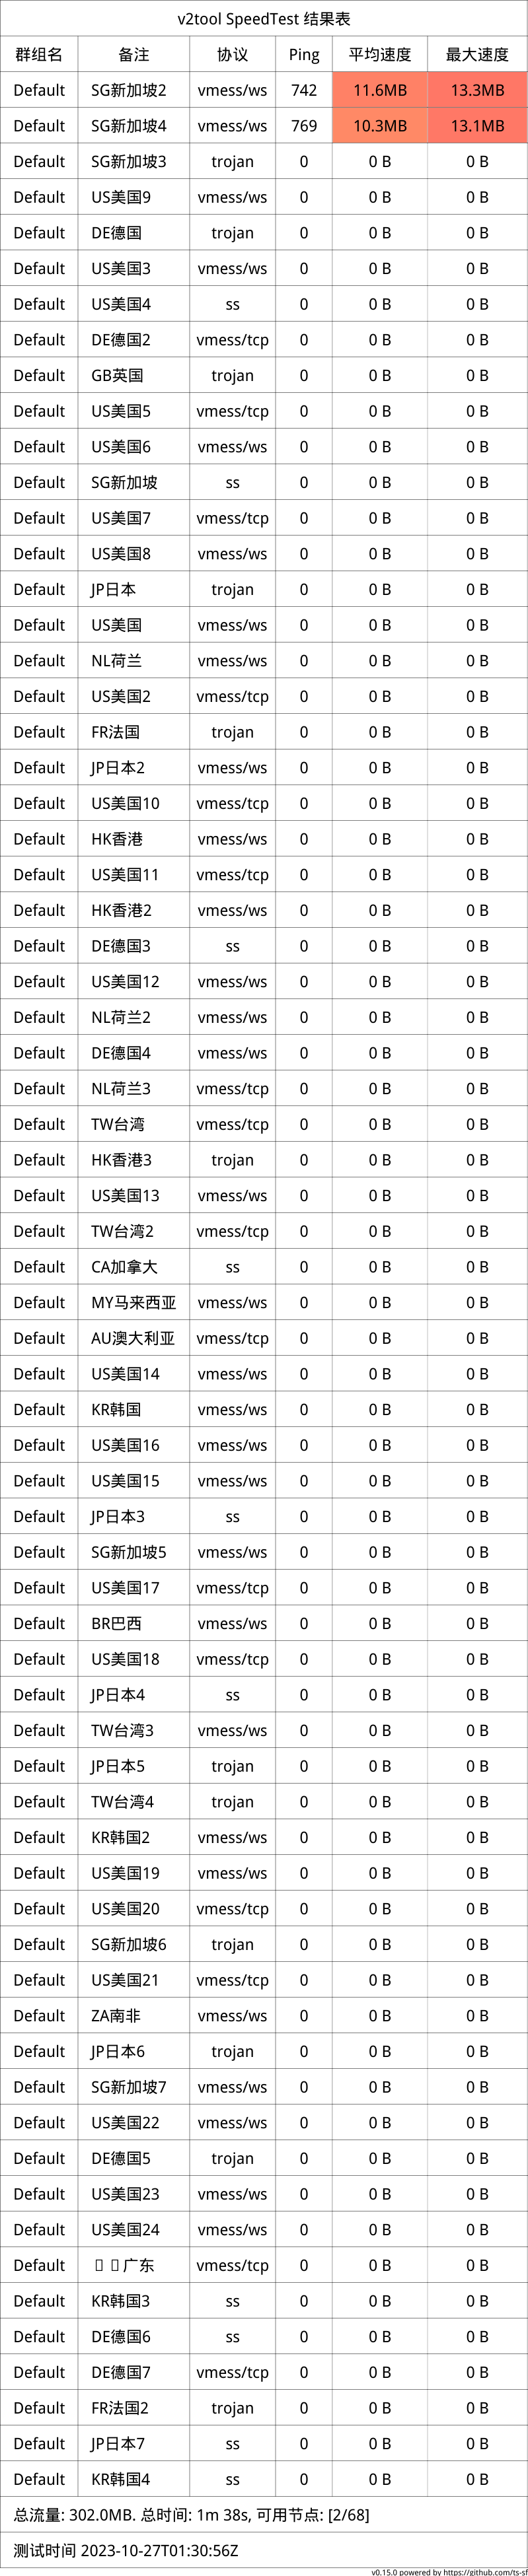 v2tool SpeedTest 结果表
群组名 备注 协议 Ping 平均速度 最大速度
Default SG新加坡2 vmess/ws 742 11.6MB 13.3MB
Default SG新加坡4 vmess/ws 769 10.3MB 13.1MB
Default SG新加坡3 trojan 0 0 B 0 B
Default US美国9 vmess/ws 0 0 B 0 B
Default DE德国 trojan 0 0 B 0 B
Default US美国3 vmess/ws 0 0 B 0 B
Default US美国4 ss 0 0 B 0 B
Default DE德国2 vmess/tcp 0 0 B 0 B
Default GB英国 trojan 0 0 B 0 B
Default US美国5 vmess/tcp 0 0 B 0 B
Default US美国6 vmess/ws 0 0 B 0 B
Default SG新加坡 ss 0 0 B 0 B
Default US美国7 vmess/tcp 0 0 B 0 B
Default US美国8 vmess/ws 0 0 B 0 B
Default JP日本 trojan 0 0 B 0 B
Default US美国 vmess/ws 0 0 B 0 B
Default NL荷兰 vmess/ws 0 0 B 0 B
Default US美国2 vmess/tcp 0 0 B 0 B
Default FR法国 trojan 0 0 B 0 B
Default JP日本2 vmess/ws 0 0 B 0 B
Default US美国10 vmess/tcp 0 0 B 0 B
Default HK香港 vmess/ws 0 0 B 0 B
Default US美国11 vmess/tcp 0 0 B 0 B
Default HK香港2 vmess/ws 0 0 B 0 B
Default DE德国3 ss 0 0 B 0 B
Default US美国12 vmess/ws 0 0 B 0 B
Default NL荷兰2 vmess/ws 0 0 B 0 B
Default DE德国4 vmess/ws 0 0 B 0 B
Default NL荷兰3 vmess/tcp 0 0 B 0 B
Default TW台湾 vmess/tcp 0 0 B 0 B
Default HK香港3 trojan 0 0 B 0 B
Default US美国13 vmess/ws 0 0 B 0 B
Default TW台湾2 vmess/tcp 0 0 B 0 B
Default CA加拿大 ss 0 0 B 0 B
Default MY马来西亚 vmess/ws 0 0 B 0 B
Default AU澳大利亚 vmess/tcp 0 0 B 0 B
Default US美国14 vmess/ws 0 0 B 0 B
Default KR韩国 vmess/ws 0 0 B 0 B
Default US美国16 vmess/ws 0 0 B 0 B
Default US美国15 vmess/ws 0 0 B 0 B
Default JP日本3 ss 0 0 B 0 B
Default SG新加坡5 vmess/ws 0 0 B 0 B
Default US美国17 vmess/tcp 0 0 B 0 B
Default BR巴西 vmess/ws 0 0 B 0 B
Default US美国18 vmess/tcp 0 0 B 0 B
Default JP日本4 ss 0 0 B 0 B
Default TW台湾3 vmess/ws 0 0 B 0 B
Default JP日本5 trojan 0 0 B 0 B
Default TW台湾4 trojan 0 0 B 0 B
Default KR韩国2 vmess/ws 0 0 B 0 B
Default US美国19 vmess/ws 0 0 B 0 B
Default US美国20 vmess/tcp 0 0 B 0 B
Default SG新加坡6 trojan 0 0 B 0 B
Default US美国21 vmess/tcp 0 0 B 0 B
Default ZA南非 vmess/ws 0 0 B 0 B
Default JP日本6 trojan 0 0 B 0 B
Default SG新加坡7 vmess/ws 0 0 B 0 B
Default US美国22 vmess/ws 0 0 B 0 B
Default DE德国5 trojan 0 0 B 0 B
Default US美国23 vmess/ws 0 0 B 0 B
Default US美国24 vmess/ws 0 0 B 0 B
Default 广东 vmess/tcp 0 0 B 0 B
Default KR韩国3 ss 0 0 B 0 B
Default DE德国6 ss 0 0 B 0 B
Default DE德国7 vmess/tcp 0 0 B 0 B
Default FR法国2 trojan 0 0 B 0 B
Default JP日本7 ss 0 0 B 0 B
Default KR韩国4 ss 0 0 B 0 B
总流量: 302.0MB. 总时间: 1m 38s, 可用节点: [2/68]
测试时间 2023-10-27T01:30:56Z
v0.15.0 powered by https://github.com/ts-sf